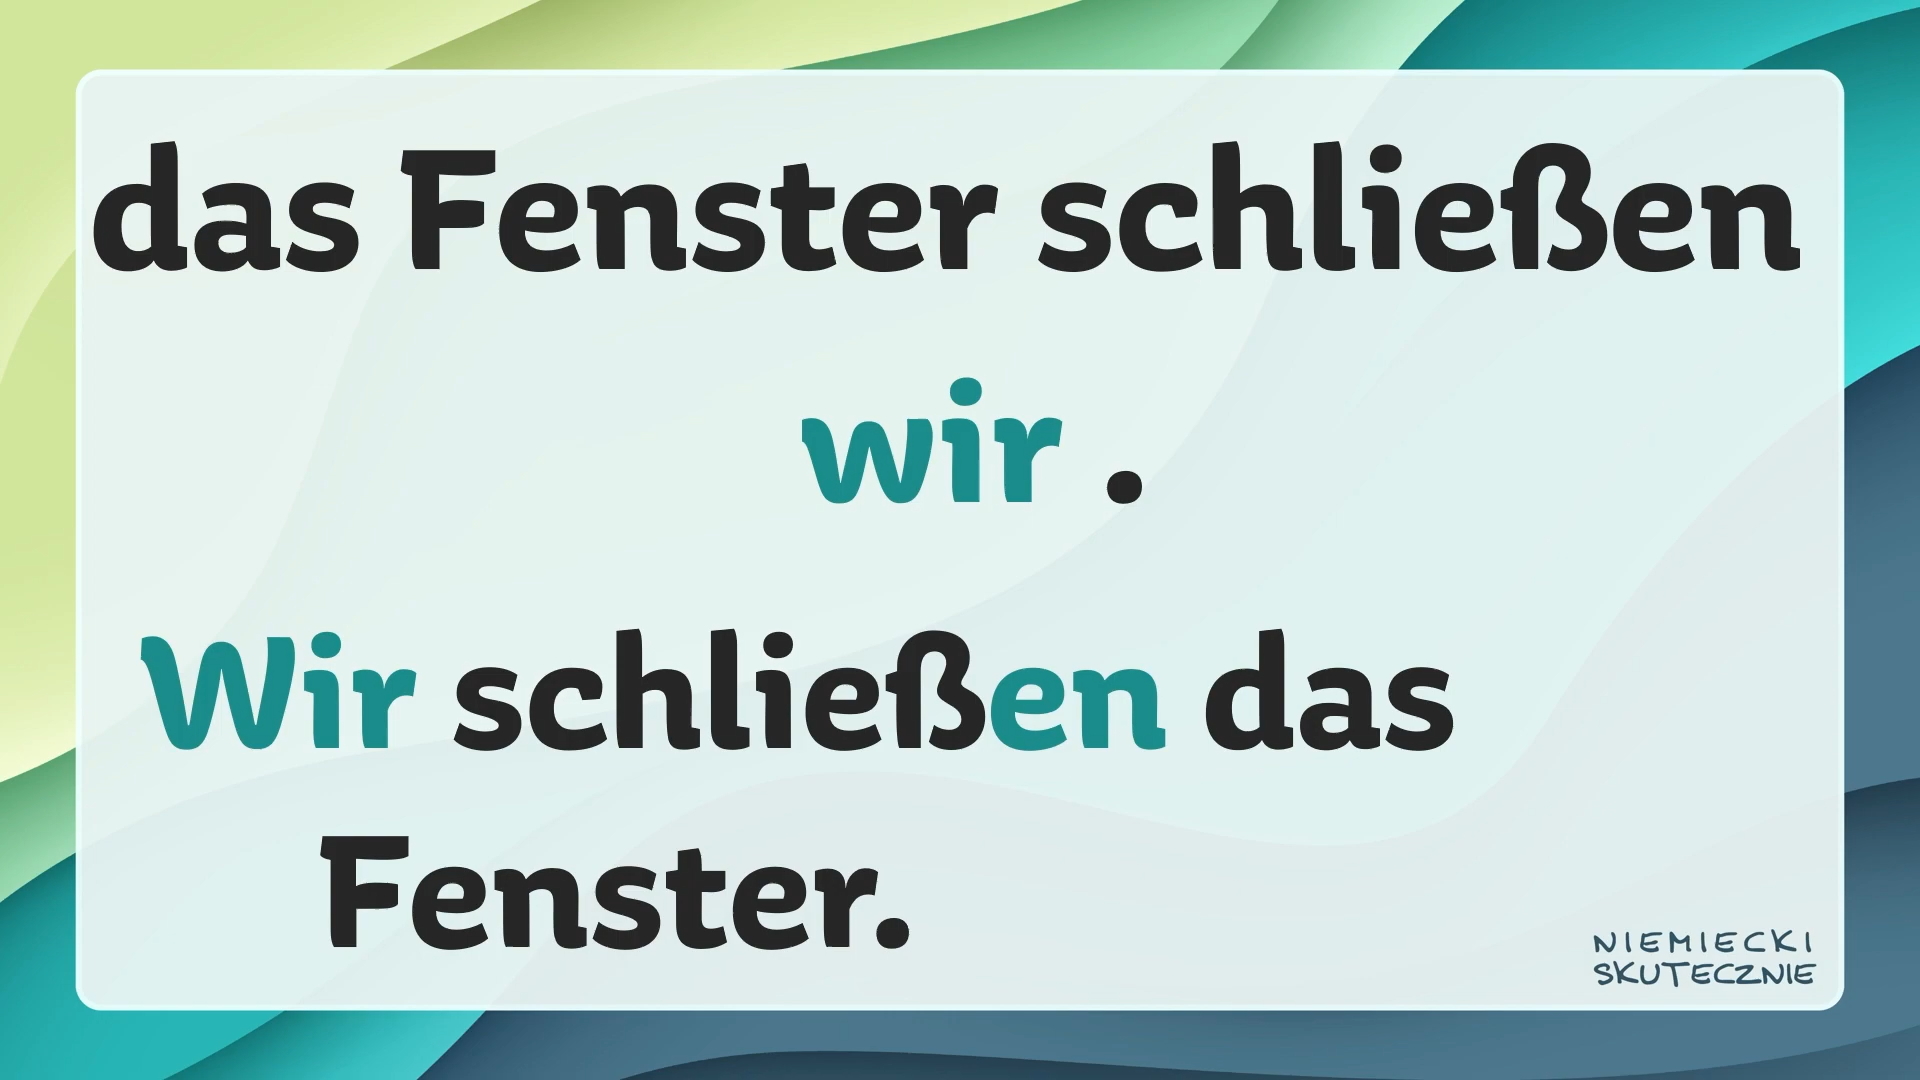 das Fenster schließen
wir .
Wir schließen das
Fenster.
NIEMIECKI
SKUTECZNIE